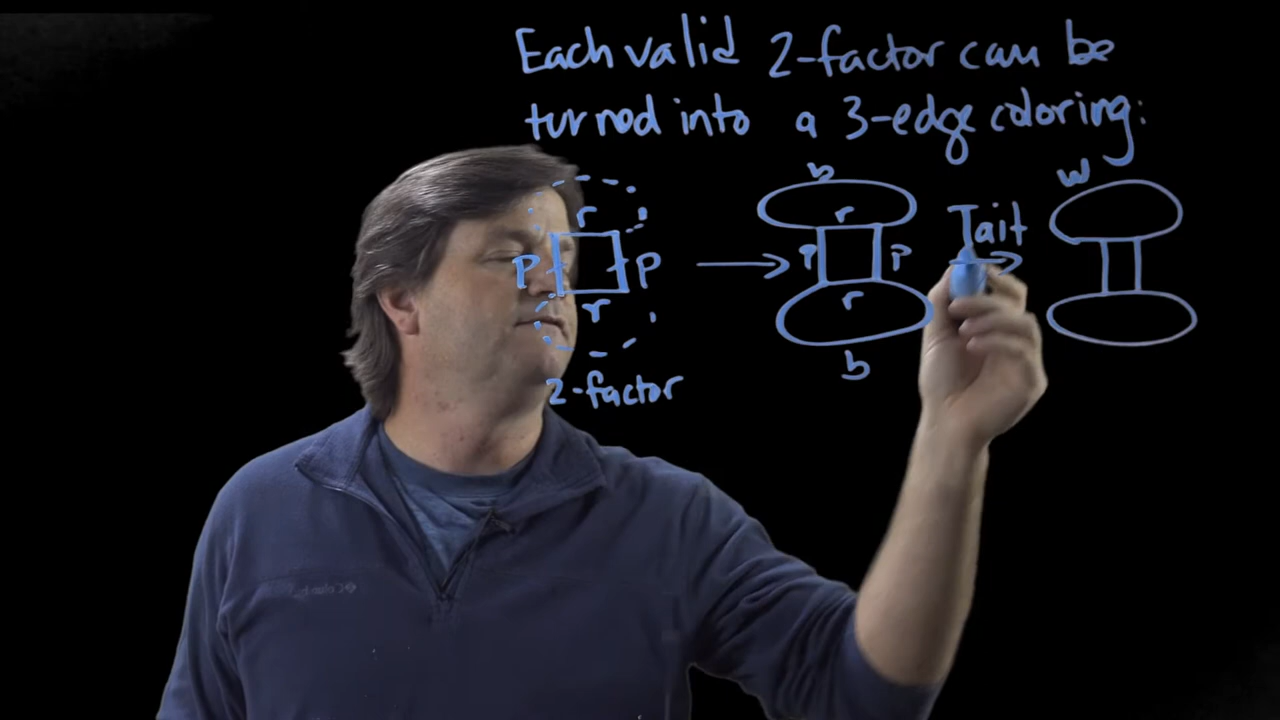 Each valid 2-factor can be
turned into a 3-edge coloring:
b
w
r
r
Tait
P
P
P
P
r
r
b
2-factor